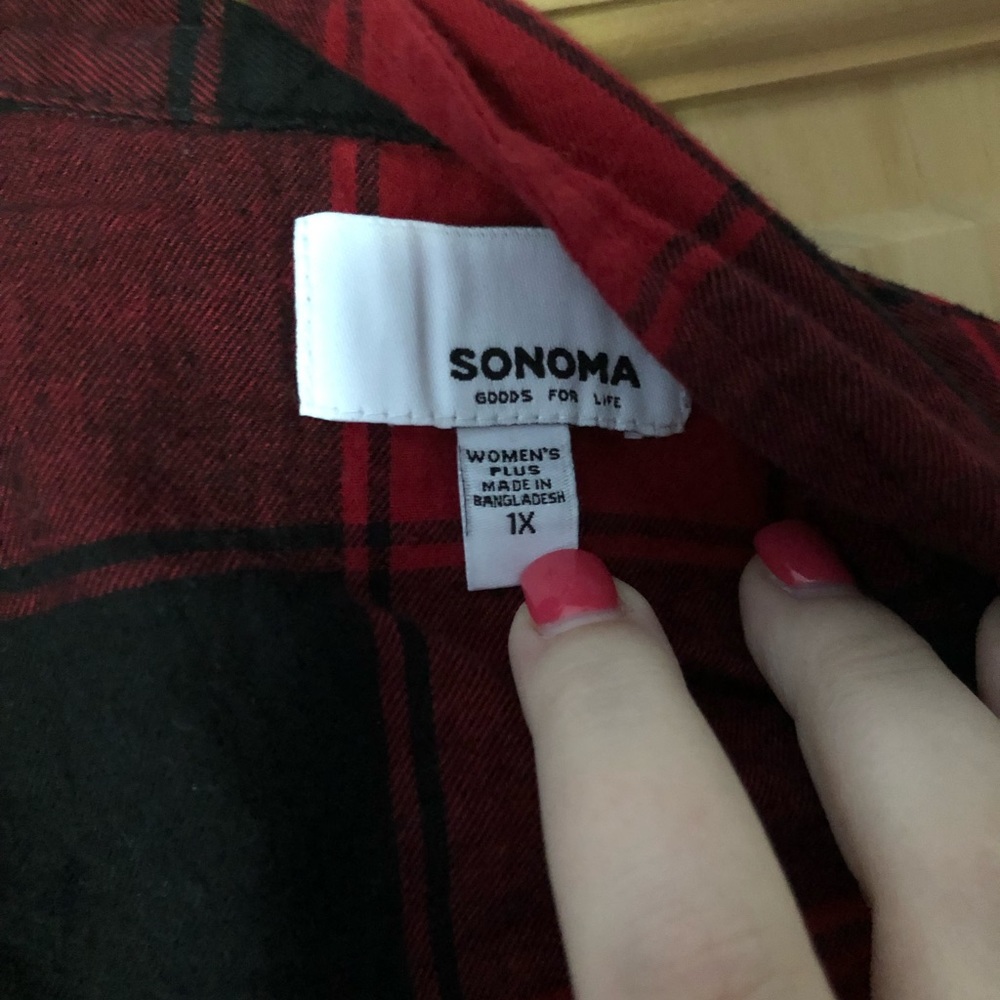 SONOMA
GOODS FOR LIFE
WOMEN'S
PLUS
MADE IN
BANGLADESH
1X